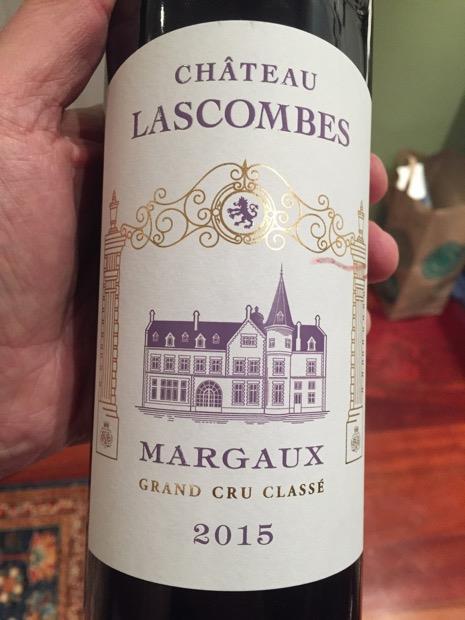 CHÂTEAU
LASCOMBES
MARGAUX
GRAND CRU CLASSÉ
2015